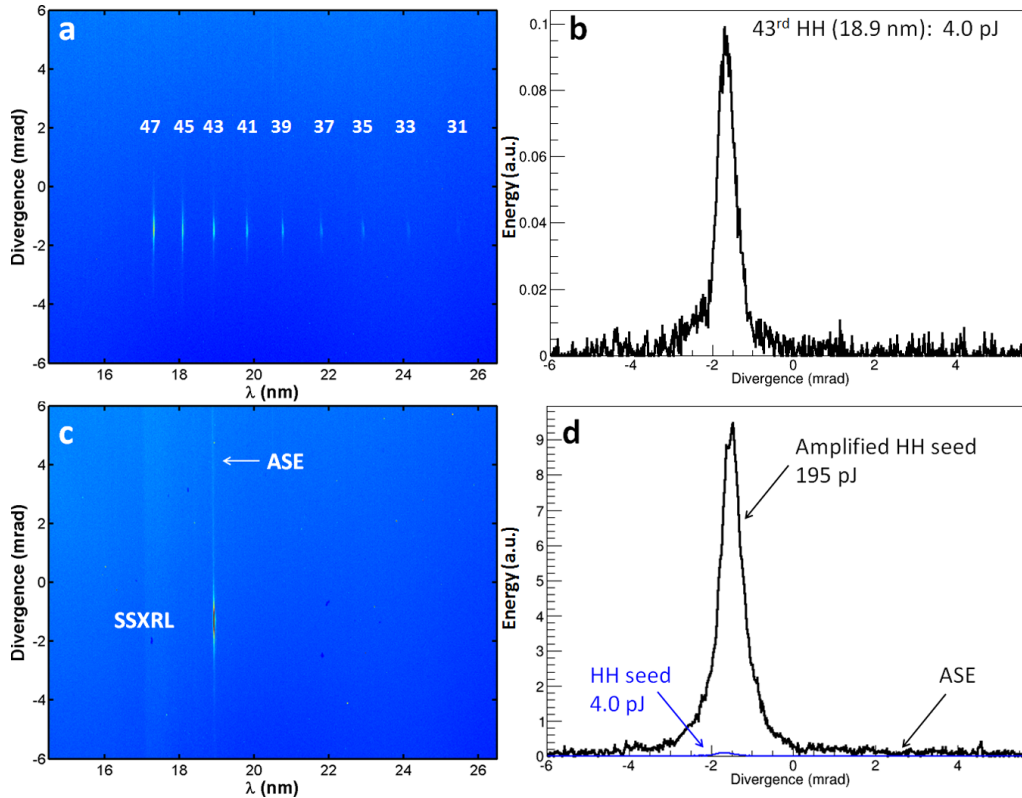 a
6
4
2
0
-2
-4
-6
Divergence (mrad)
47 45 43 41 39 37 35 33 31
16 18 20 22 24 26
λ (nm)
b
43rd HH (18.9 nm): 4.0 pJ
0.1
0.08
0.06
0.04
0.02
0
Energy (a.u.)
-6 -4 -2 0 2 4
Divergence (mrad)
c
6
4
2
0
-2
-4
-6
Divergence (mrad)
ASE
SSXRL
16 18 20 22 24 26
λ (nm)
d
9
8
7
6
5
4
3
2
1
0
Energy (a.u.)
Amplified HH seed
195 pJ
HH seed
4.0 pJ
ASE
-6 -4 -2 0 2 4
Divergence (mrad)